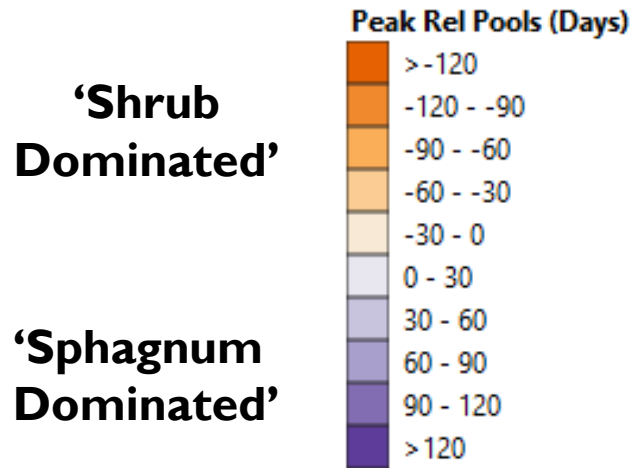 Peak Rel Pools (Days)
>-120
-120 - -90
-90 - -60
-60 - -30
-30 - 0
0 - 30
30 - 60
60 - 90
90 - 120
>120
‘Shrub
Dominated’
‘Sphagnum
Dominated’